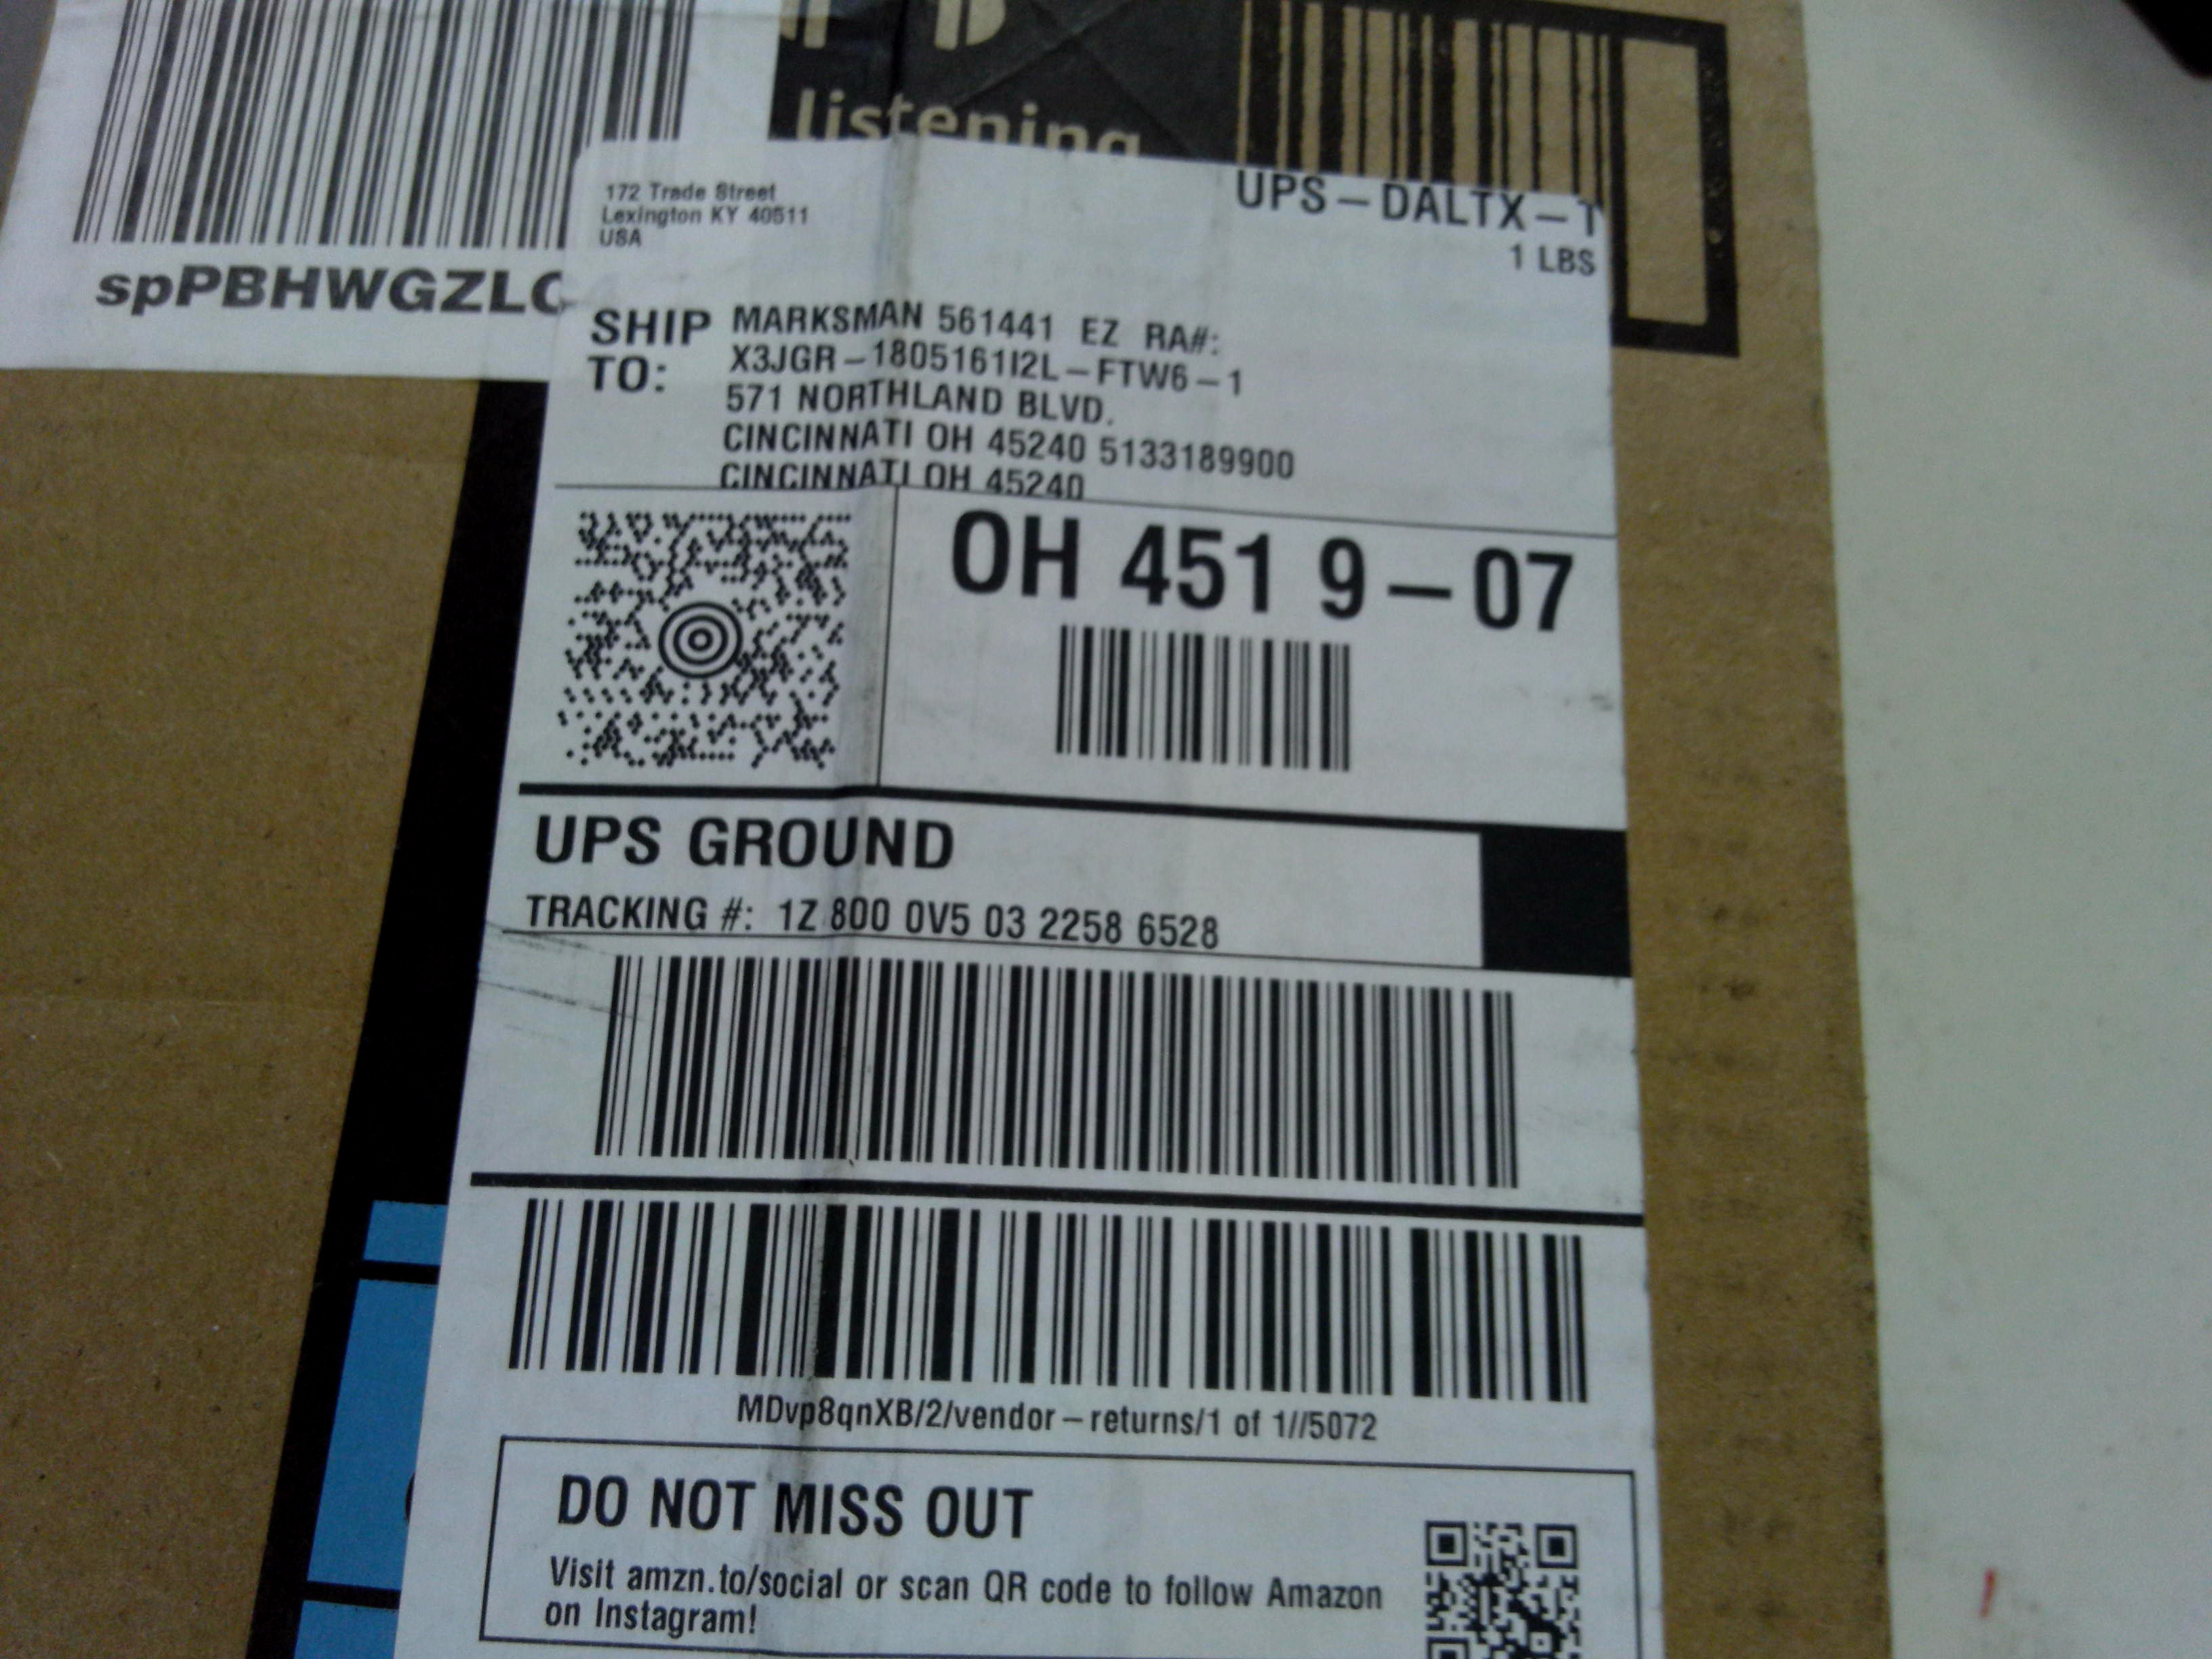 listening
spPBHWGZLC
172 Trade Street
Lexington KY 40511
USA
UPS-DALTX-1
1 LBS
SHIP TO:
MARKSMAN 561441 EZ RA#:
X3JGR-1805161I2L-FTW6-1
571 NORTHLAND BLVD.
CINCINNATI OH 45240 5133189900
CINCINNATI OH 45240
OH 451 9-07
UPS GROUND
TRACKING #: 1Z 800 0V5 03 2258 6528
MDvp8qnXB/2/vendor-returns/1 of 1//5072
DO NOT MISS OUT
Visit amzn.to/social or scan QR code to follow Amazon
on Instagram!